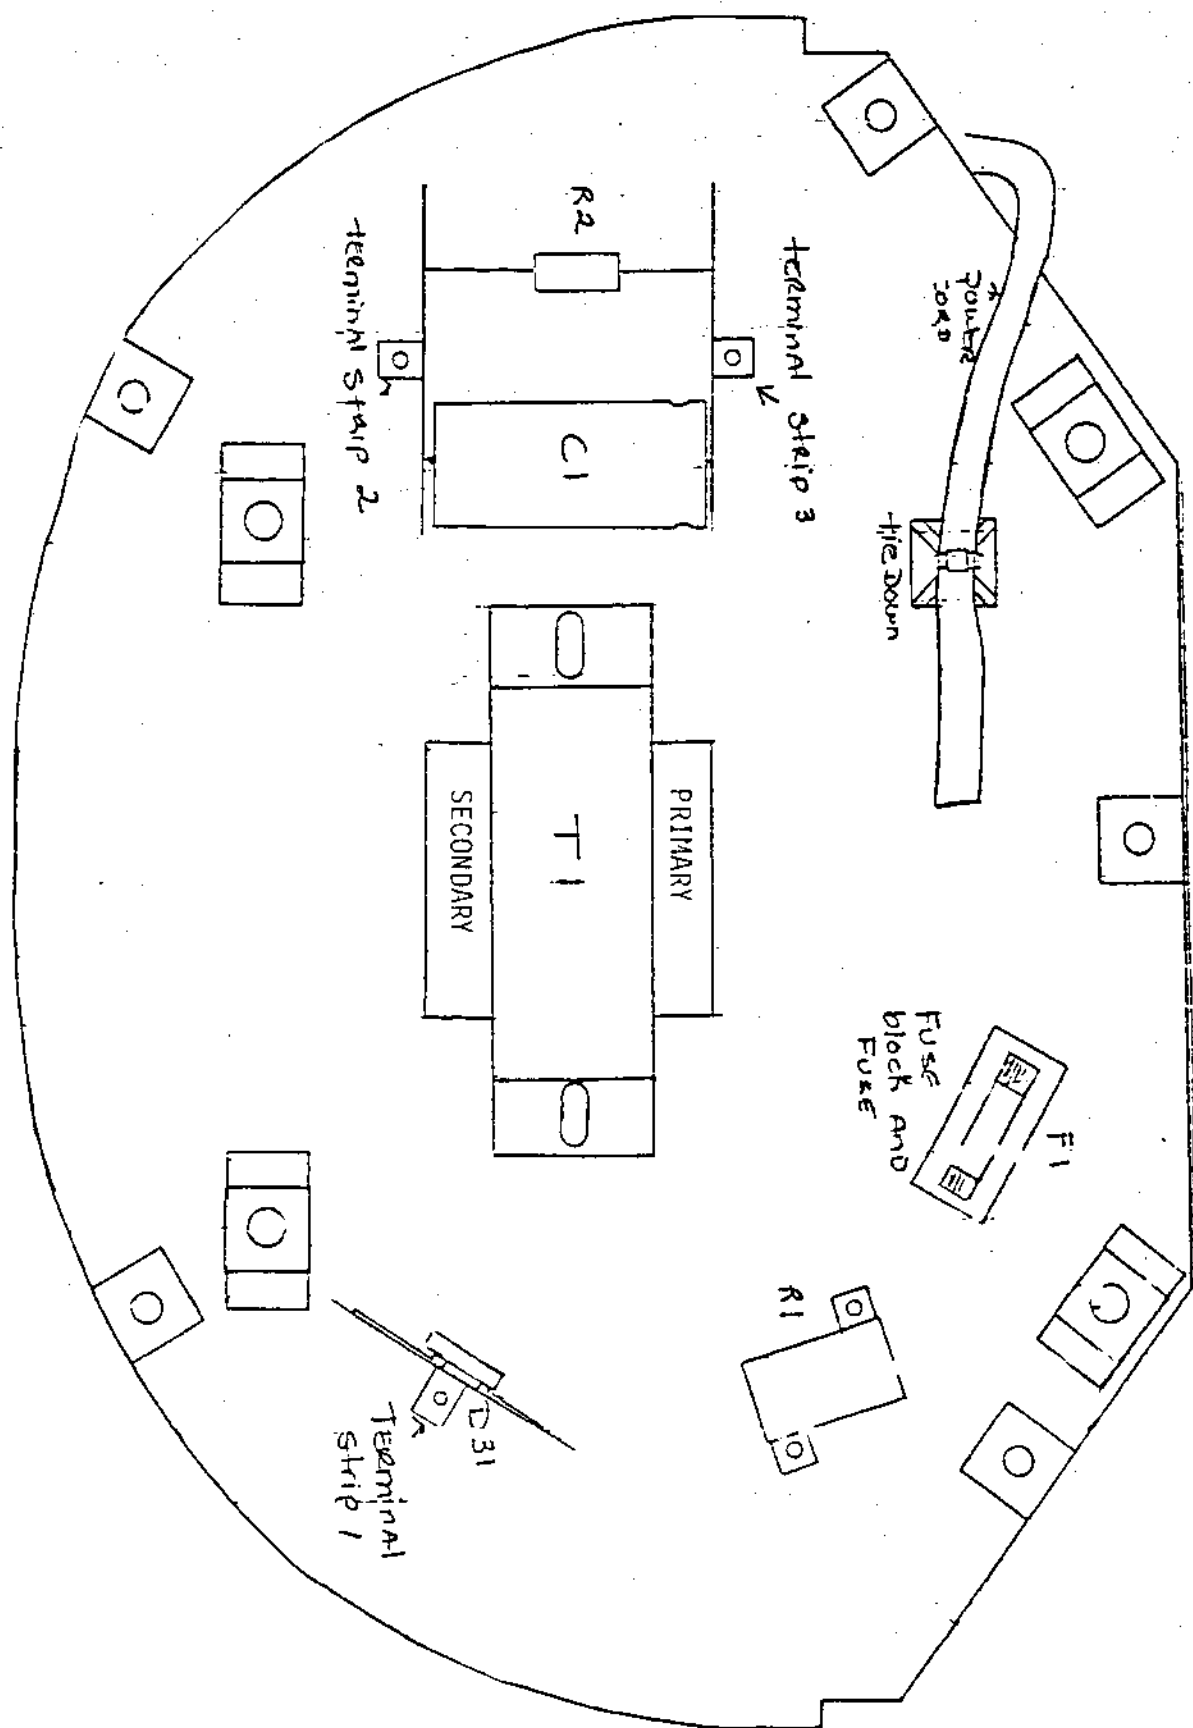 R2
terminal strip 3
power
cord
terminal strip 2
C1
tie Down
PRIMARY
T1
SECONDARY
F1
Fuse
block and
Fuse
R1
D31
Terminal
strip 1